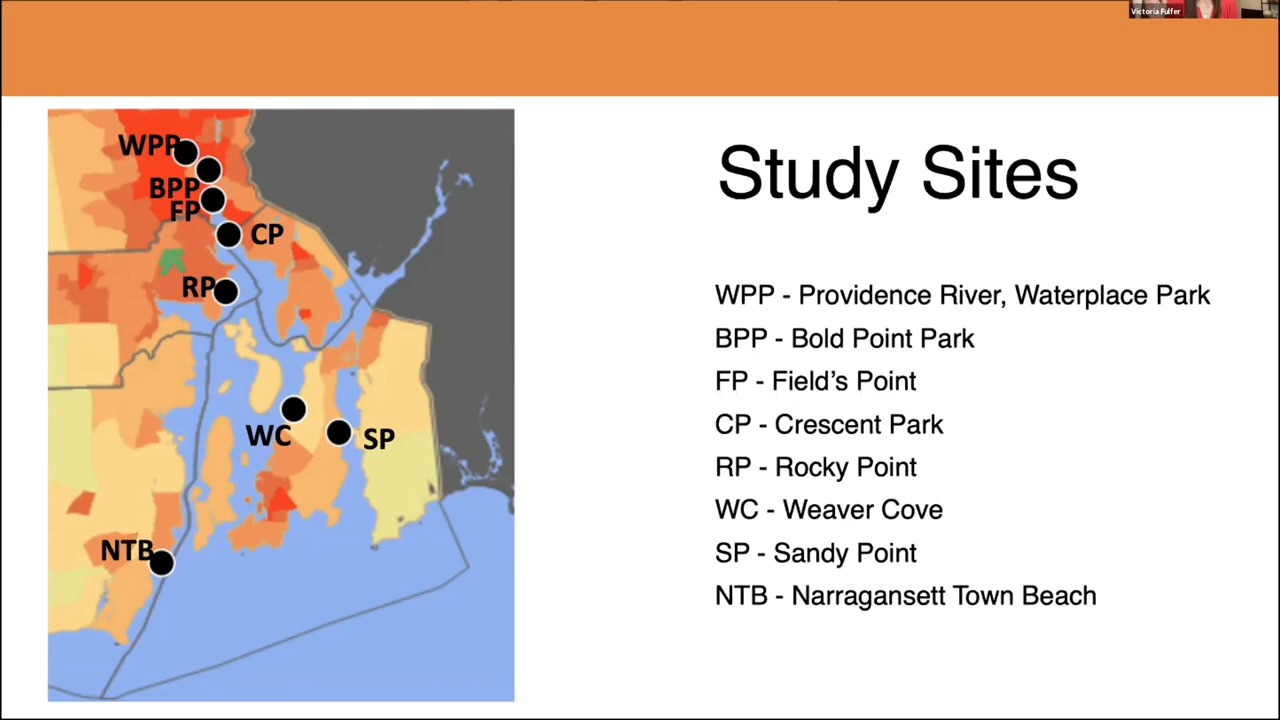 Victoria Fulfer
WPP
BPP
FP
CP
RP
WC
SP
NTB
Study Sites
WPP - Providence River, Waterplace Park
BPP - Bold Point Park
FP - Field’s Point
CP - Crescent Park
RP - Rocky Point
WC - Weaver Cove
SP - Sandy Point
NTB - Narragansett Town Beach